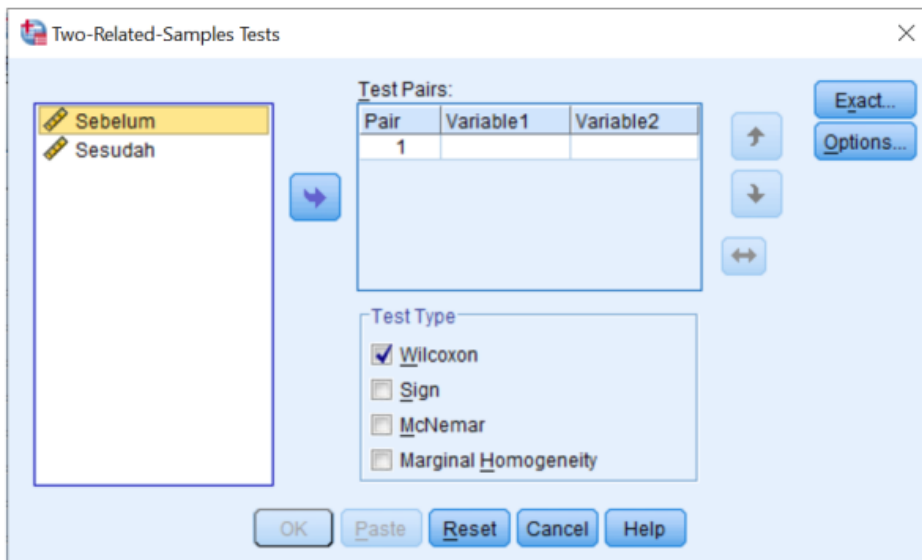 Two-Related-Samples Tests
Sebelum
Sesudah
Test Pairs:
Pair Variable1 Variable2
1
Exact...
Options...
Test Type
Wilcoxon
Sign
McNemar
Marginal Homogeneity
OK Paste Reset Cancel Help